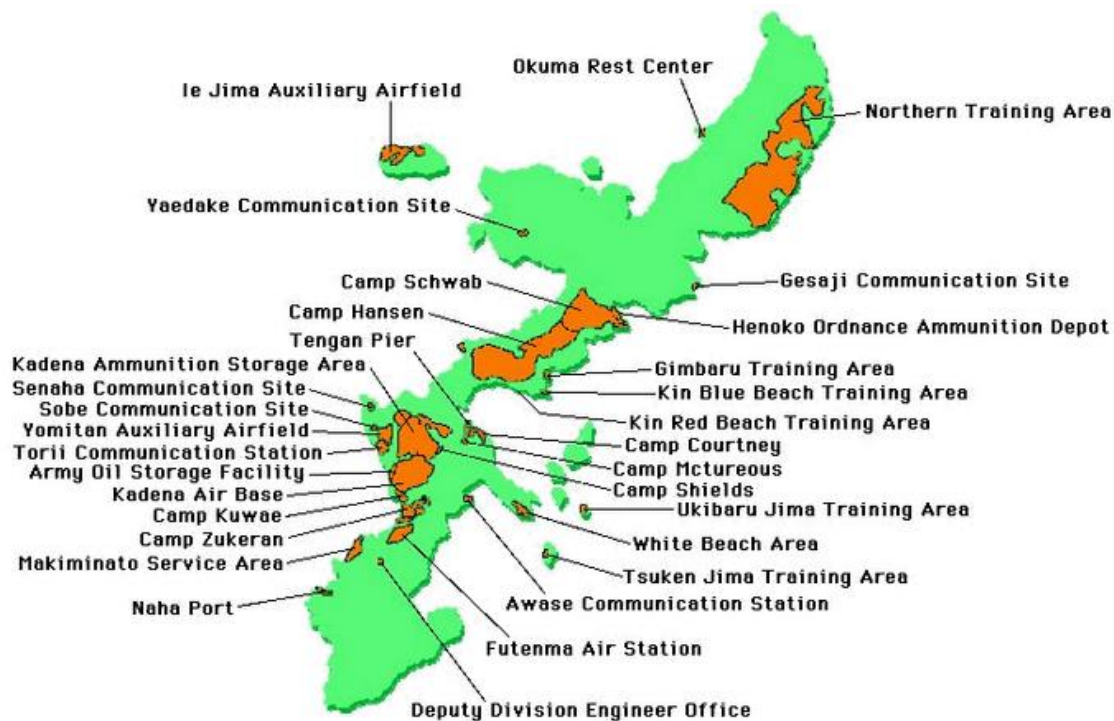 Okuma Rest Center
Ie Jima Auxiliary Airfield
Northern Training Area
Yaedake Communication Site
Camp Schwab
Gesaji Communication Site
Camp Hansen
Henoko Ordnance Ammunition Depot
Tengan Pier
Kadena Ammunition Storage Area
Gimbaru Training Area
Senaha Communication Site
Kin Blue Beach Training Area
Sobe Communication Site
Kin Red Beach Training Area
Yomitan Auxiliary Airfield
Camp Courtney
Torii Communication Station
Camp Mctureous
Army Oil Storage Facility
Camp Shields
Kadena Air Base
Ukibaru Jima Training Area
Camp Kuwae
Camp Zukeran
White Beach Area
Makiminato Service Area
Tsuken Jima Training Area
Naha Port
Awase Communication Station
Futenma Air Station
Deputy Division Engineer Office